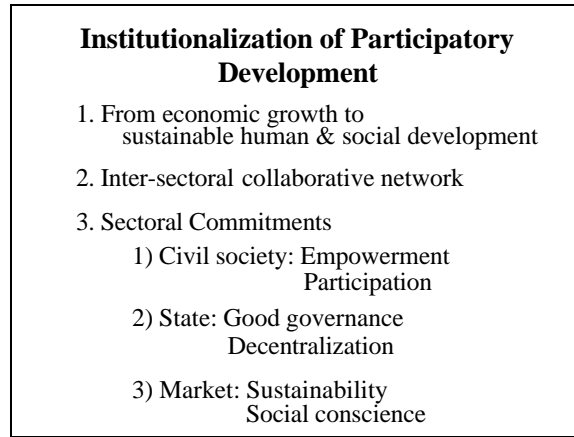 Institutionalization of Participatory
Development
1. From economic growth to
sustainable human & social development
2. Inter-sectoral collaborative network
3. Sectoral Commitments
1) Civil society: Empowerment
Participation
2) State: Good governance
Decentralization
3) Market: Sustainability
Social conscience